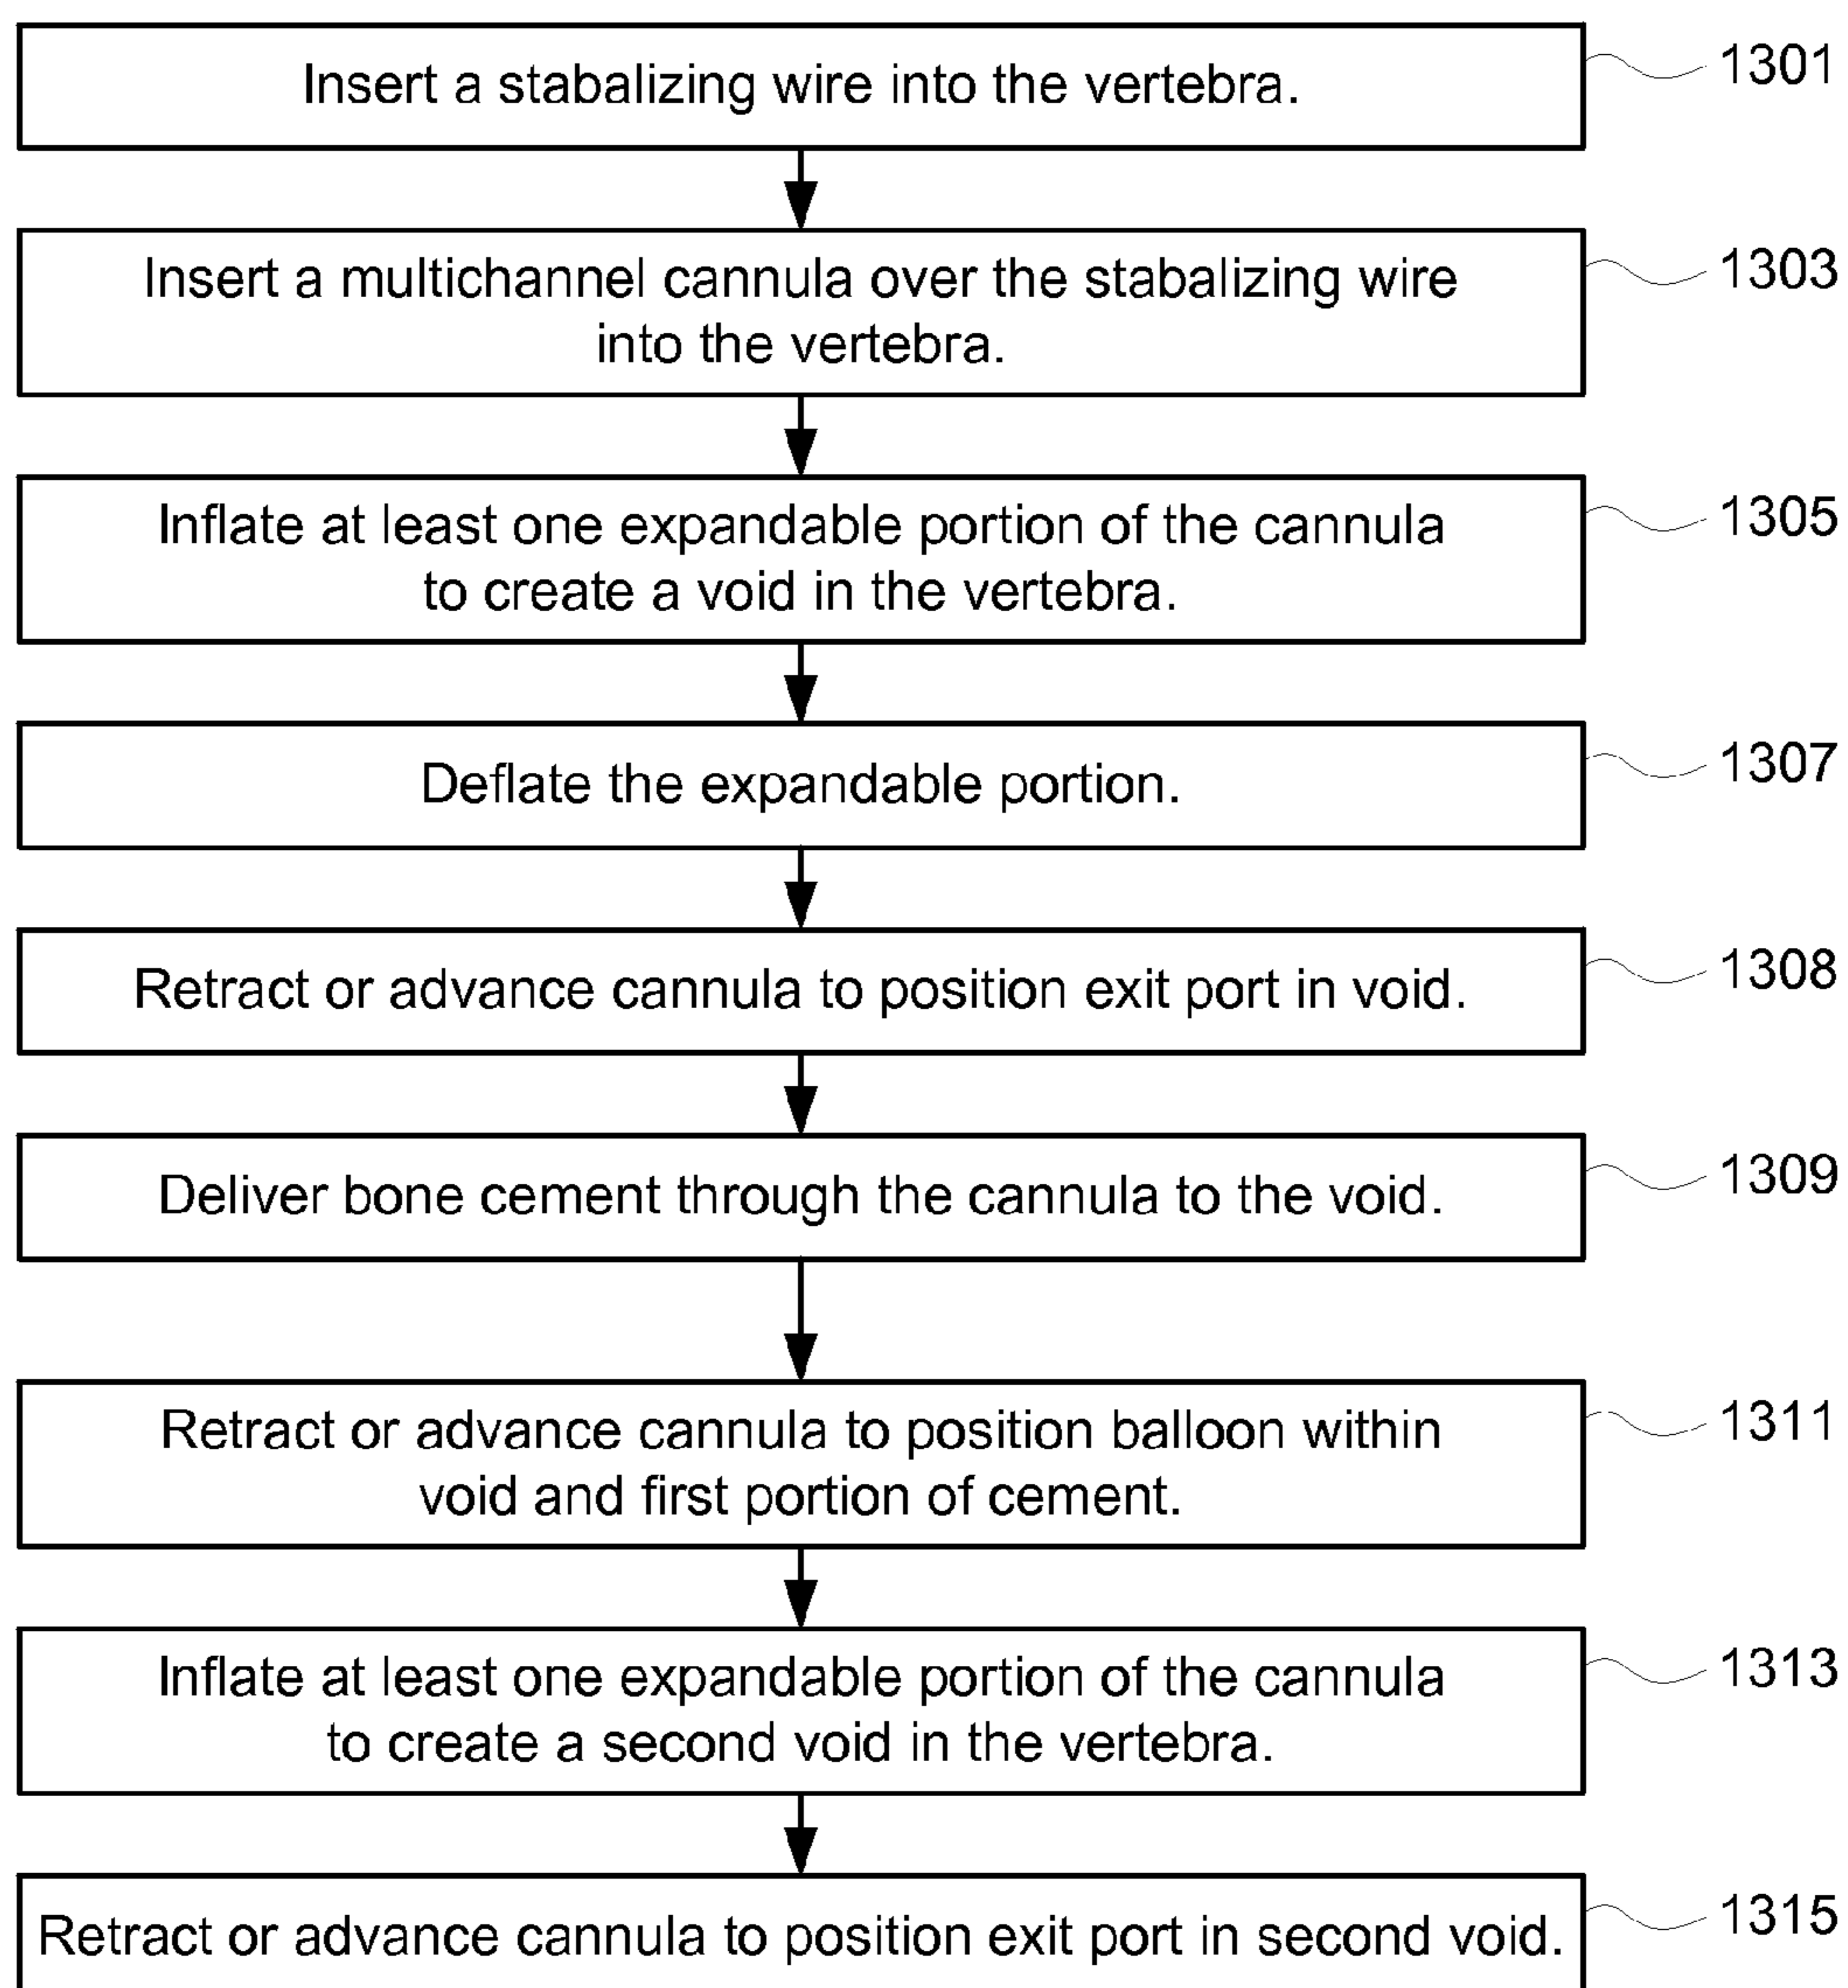 Insert a stabalizing wire into the vertebra.
1301
Insert a multichannel cannula over the stabalizing wire
into the vertebra.
1303
Inflate at least one expandable portion of the cannula
to create a void in the vertebra.
1305
Deflate the expandable portion.
1307
Retract or advance cannula to position exit port in void.
1308
Deliver bone cement through the cannula to the void.
1309
Retract or advance cannula to position balloon within
void and first portion of cement.
1311
Inflate at least one expandable portion of the cannula
to create a second void in the vertebra.
1313
Retract or advance cannula to position exit port in second void.
1315